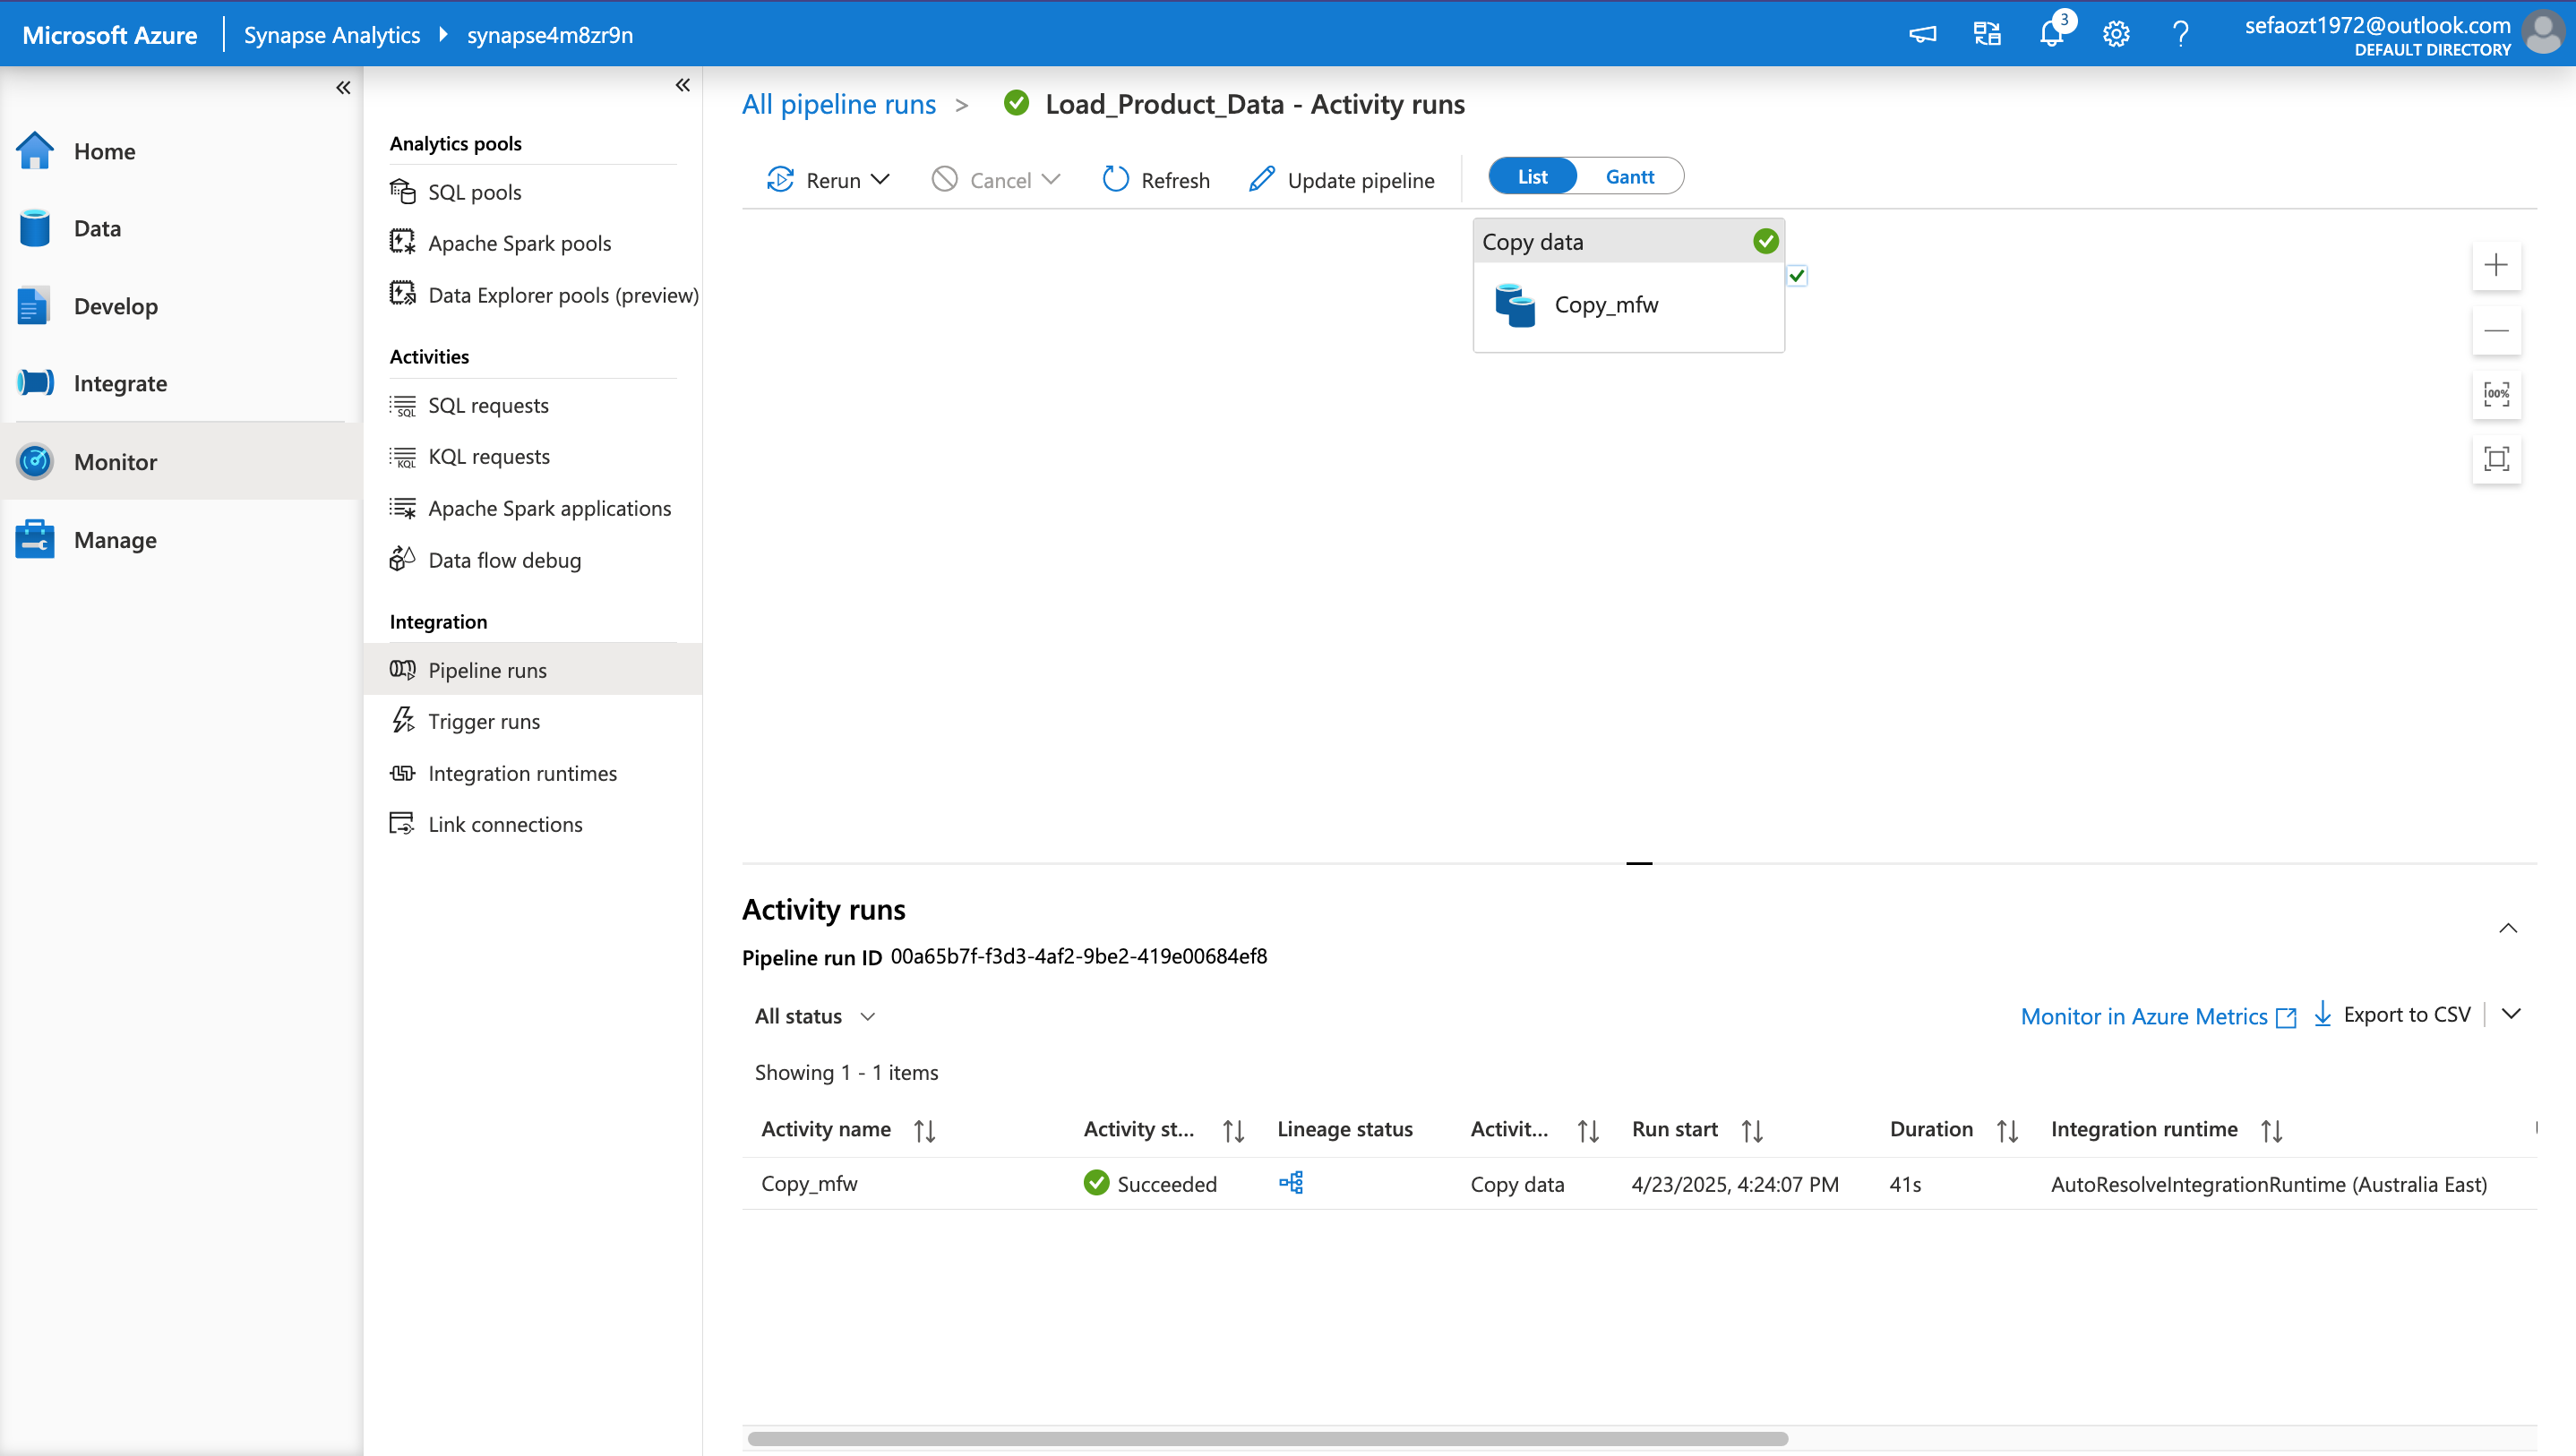 Microsoft Azure
Synapse Analytics
synapse4m8zr9n
3
sefaozt1972@outlook.com
DEFAULT DIRECTORY
Home
Data
Develop
Integrate
Monitor
Manage
Analytics pools
SQL pools
Apache Spark pools
Data Explorer pools (preview)
Activities
SQL requests
KQL requests
Apache Spark applications
Data flow debug
Integration
Pipeline runs
Trigger runs
Integration runtimes
Link connections
All pipeline runs > Load_Product_Data - Activity runs
Rerun
Cancel
Refresh
Update pipeline
List
Gantt
Copy data
Copy_mfw
100%
Activity runs
Pipeline run ID 00a65b7f-f3d3-4af2-9be2-419e00684ef8
All status
Monitor in Azure Metrics
Export to CSV
Showing 1 - 1 items
Activity name Activity st... Lineage status Activit... Run start Duration Integration runtime
Copy_mfw Succeeded Copy data 4/23/2025, 4:24:07 PM 41s AutoResolveIntegrationRuntime (Australia East)